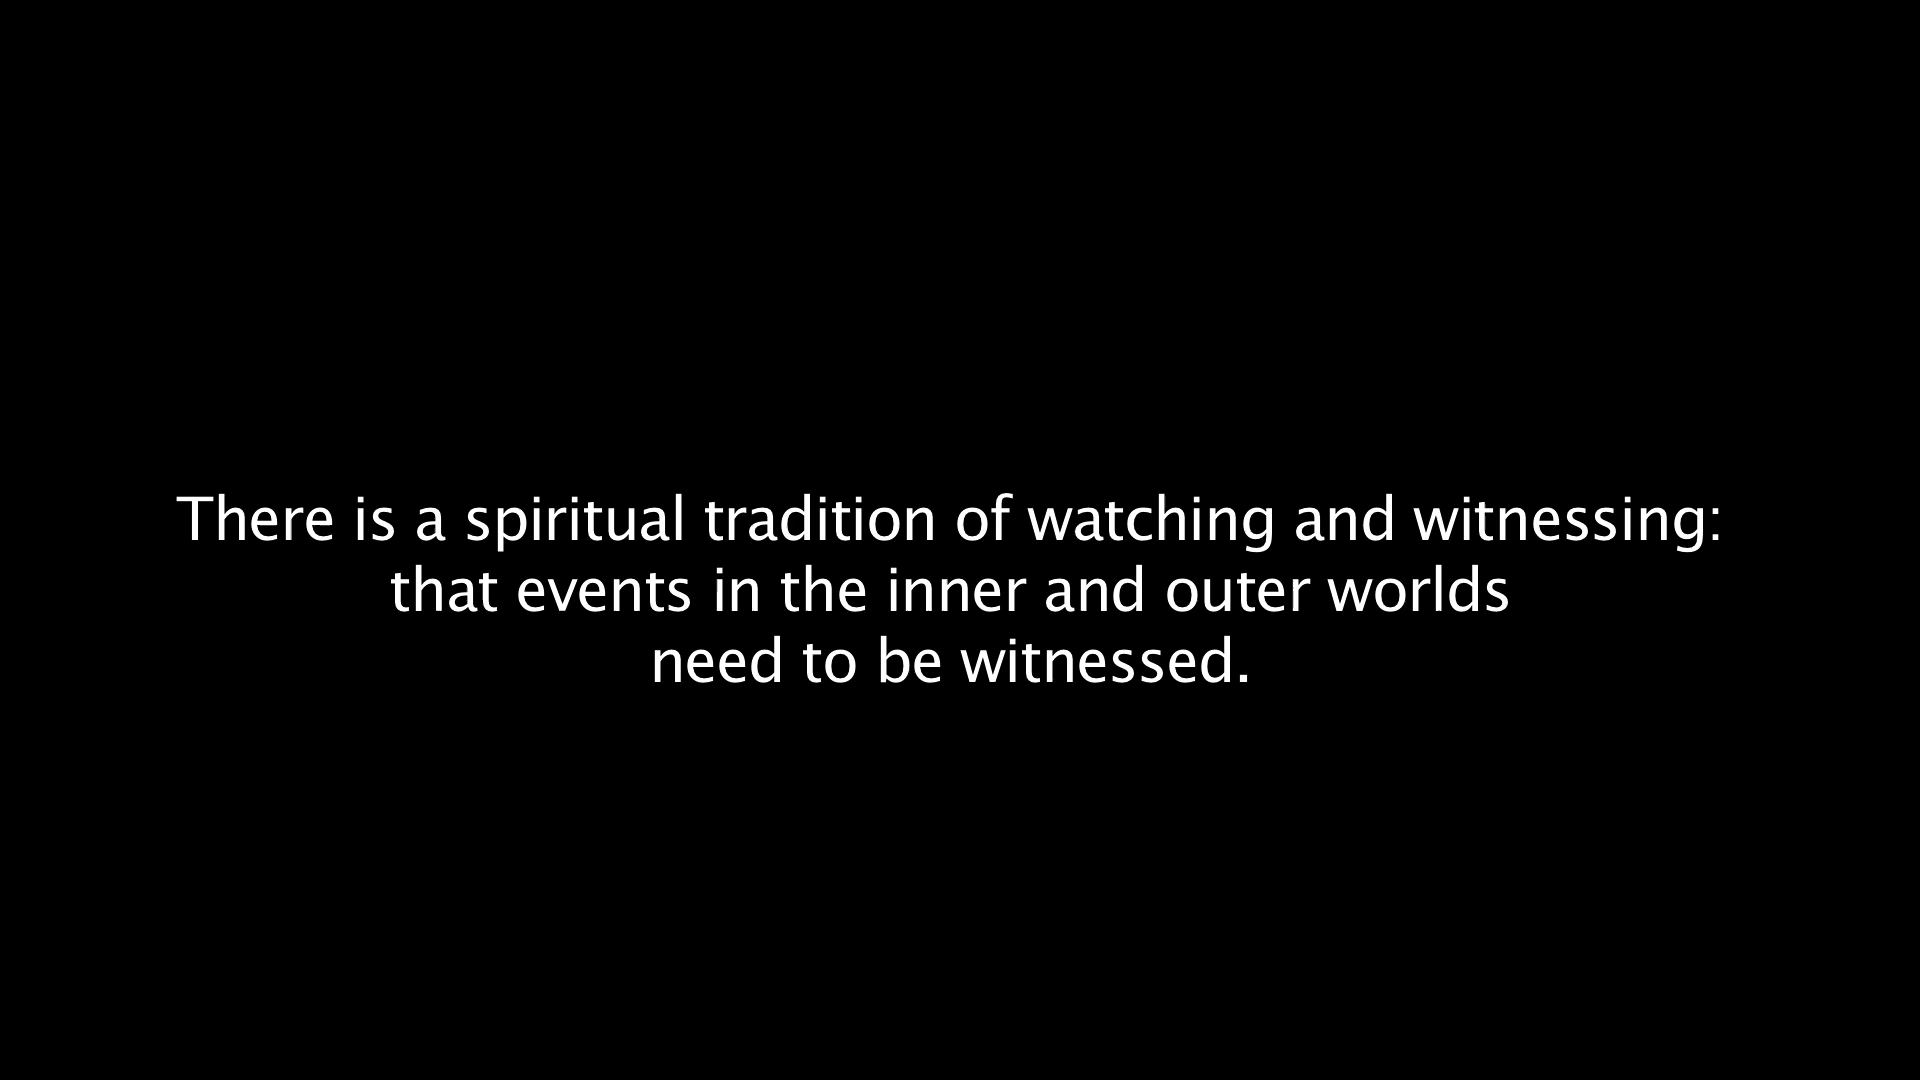 There is a spiritual tradition of watching and witnessing:
that events in the inner and outer worlds
need to be witnessed.